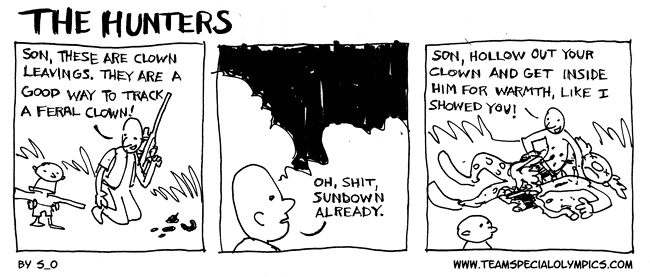 THE HUNTERS
SON, THESE ARE CLOWN
LEAVINGS. THEY ARE A
GOOD WAY TO TRACK
A FERAL CLOWN!
OH, SHIT,
SUNDOWN
ALREADY.
SON, HOLLOW OUT YOUR
CLOWN AND GET INSIDE
HIM FOR WARMTH, LIKE I
SHOWED YOU!
BY S_O
WWW.TEAMSPECIALOLYMPICS.COM